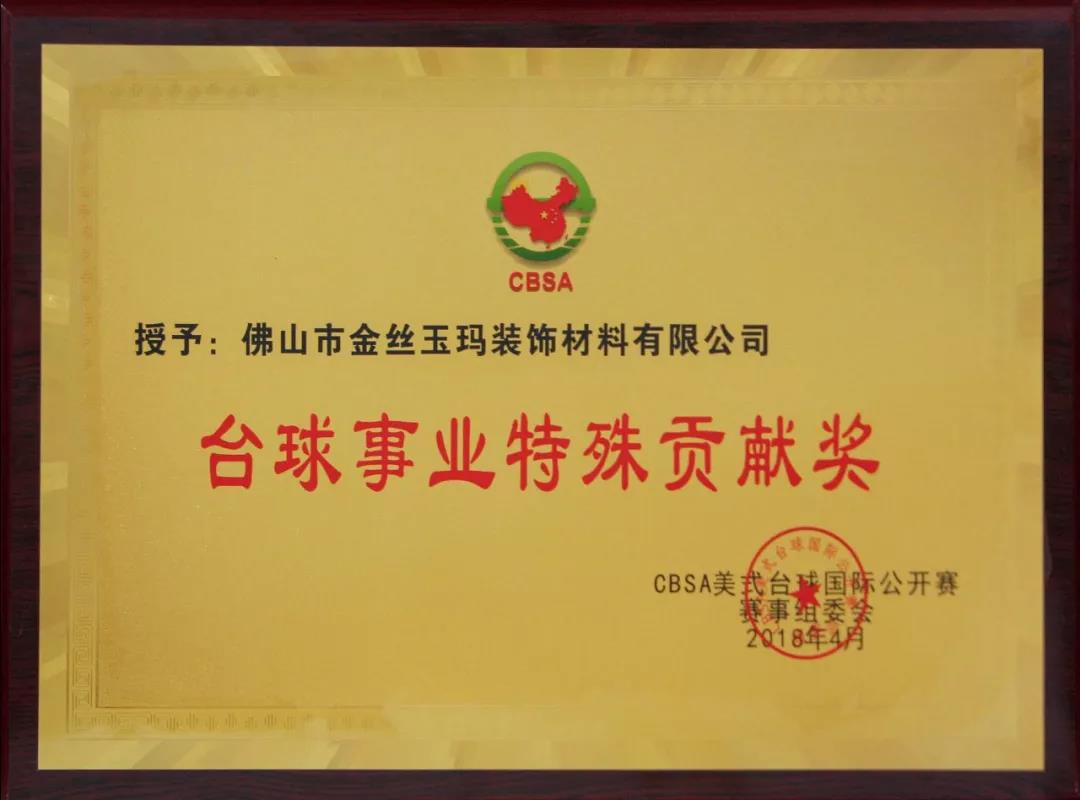 CBSA
授予：佛山市金丝玉玛装饰材料有限公司
台球事业特殊贡献奖
CBSA美式台球国际公开赛
赛事组委会
2018年4月